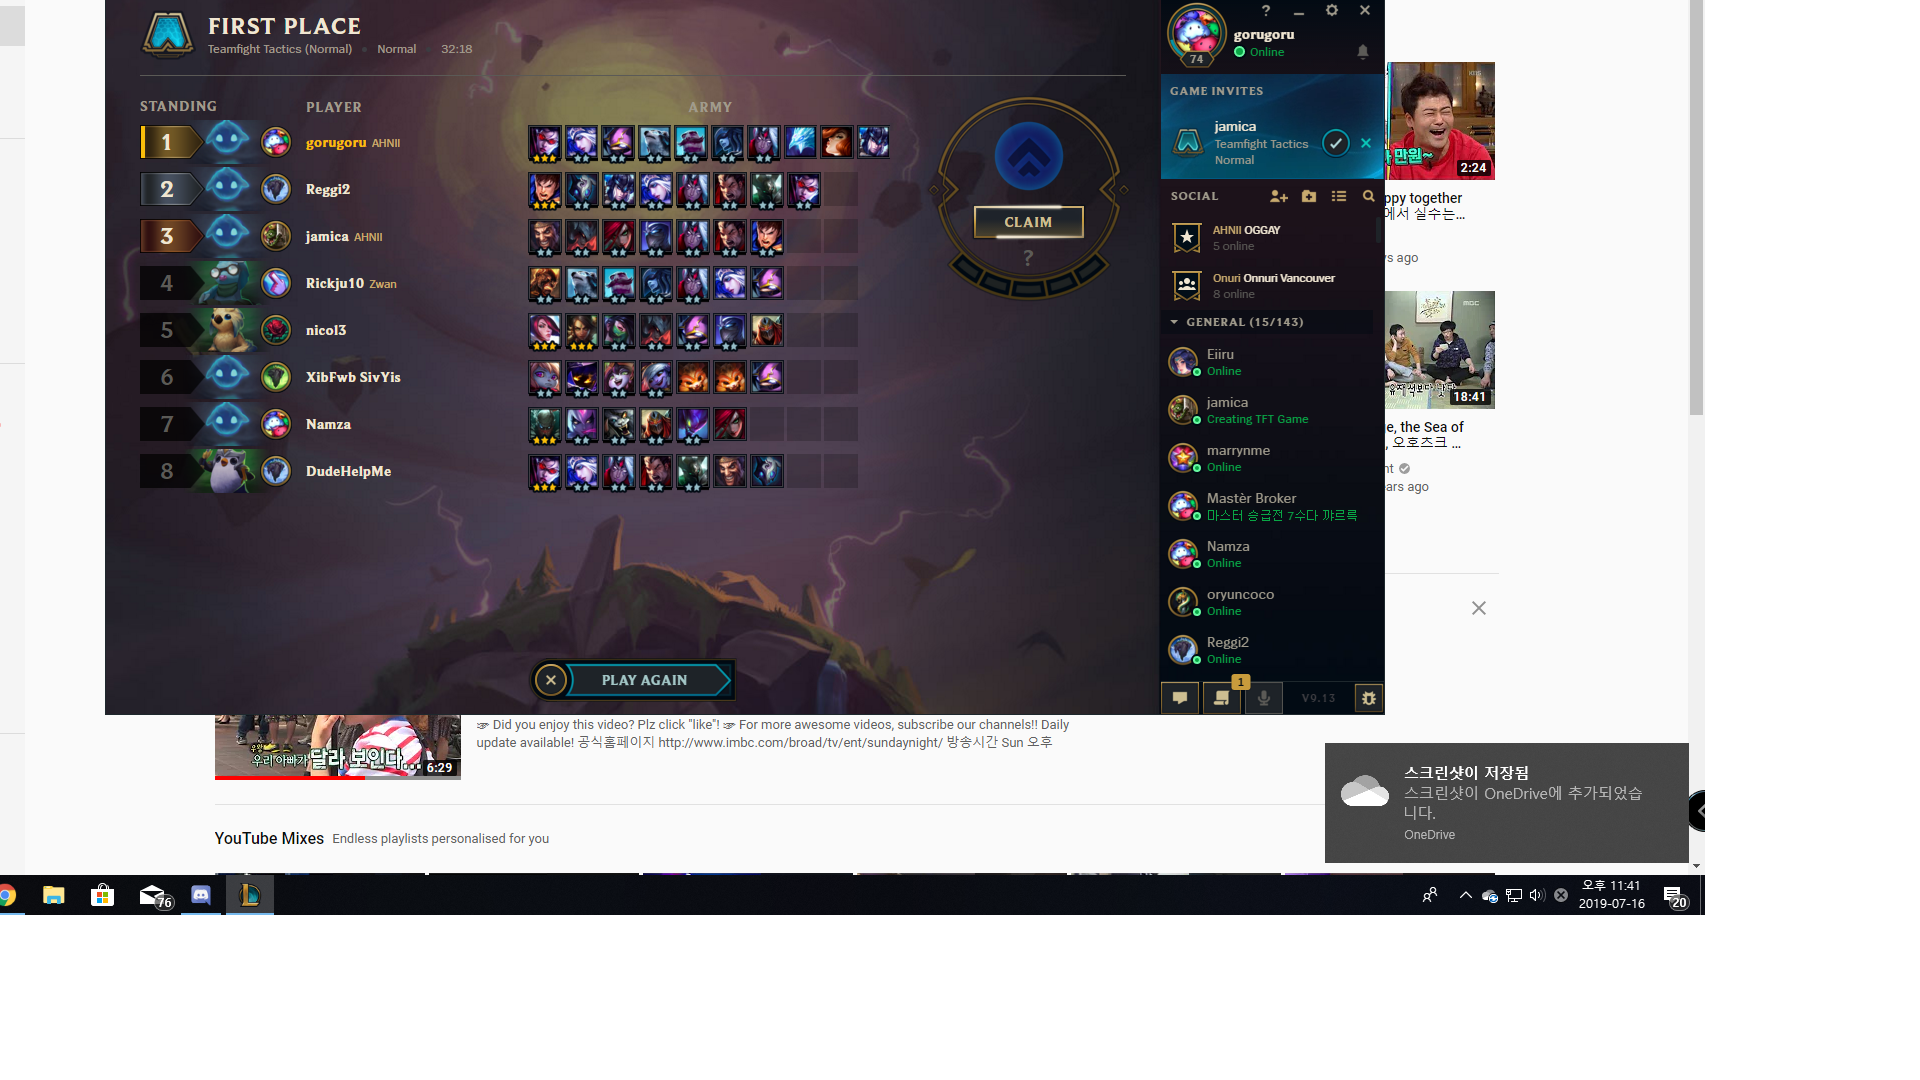 FIRST PLACE
Teamfight Tactics (Normal) • Normal • 32:18
STANDING PLAYER ARMY
1 gorugoru AHNII
2 Reggi2
3 jamica AHNII
4 Rickju10 Zwan
5 nicol3
6 XibFwb SivYis
7 Namza
8 DudeHelpMe
CLAIM
?
PLAY AGAIN
?
gorugoru
Online
74
GAME INVITES
jamica
Teamfight Tactics
Normal
SOCIAL
AHNII OGGAY
5 online
Onuri Onnuri Vancouver
8 online
GENERAL (15/143)
Eiiru
Online
jamica
Creating TFT Game
marrynme
Online
Mastèr Broker
마스터 승급전 7수다 꺄르륵
Namza
Online
oryuncoco
Online
Reggi2
Online
1
V9.13
KBS
만원~
2:24
ppy together
에서 실수는...
s ago
MBC
18:41
e, the Sea of
, 오호츠크 ...
nt
ars ago
우리 아빠가 달라 보인다...
6:29
☞ Did you enjoy this video? Plz click "like"! ☞ For more awesome videos, subscribe our channels!! Daily
update available! 공식홈페이지 http://www.imbc.com/broad/tv/ent/sundaynight/ 방송시간 Sun 오후
YouTube Mixes Endless playlists personalised for you
스크린샷이 저장됨
스크린샷이 OneDrive에 추가되었습
니다.
OneDrive
76
오후 11:41
2019-07-16
20